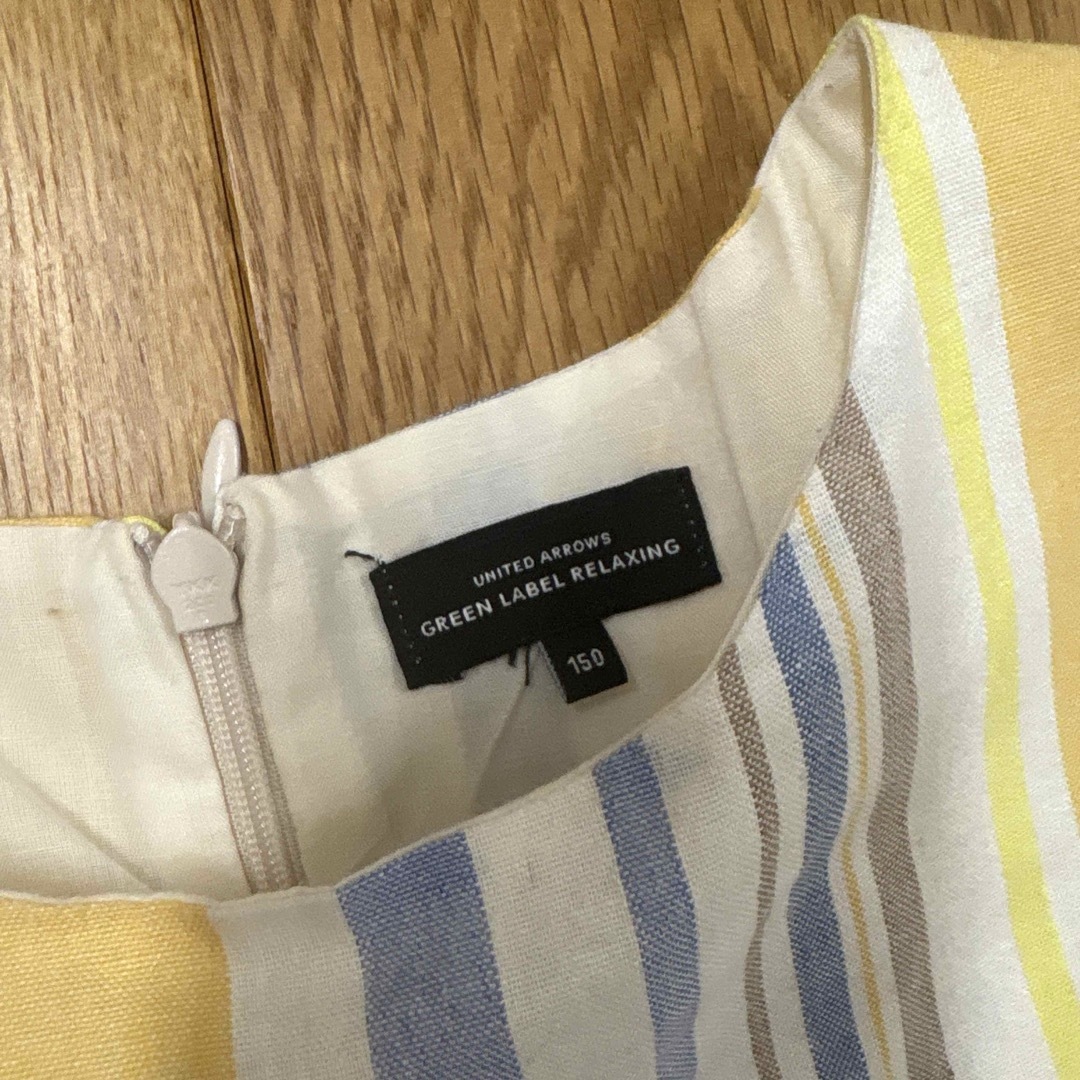 UNITED ARROWS
GREEN LABEL RELAXING
150